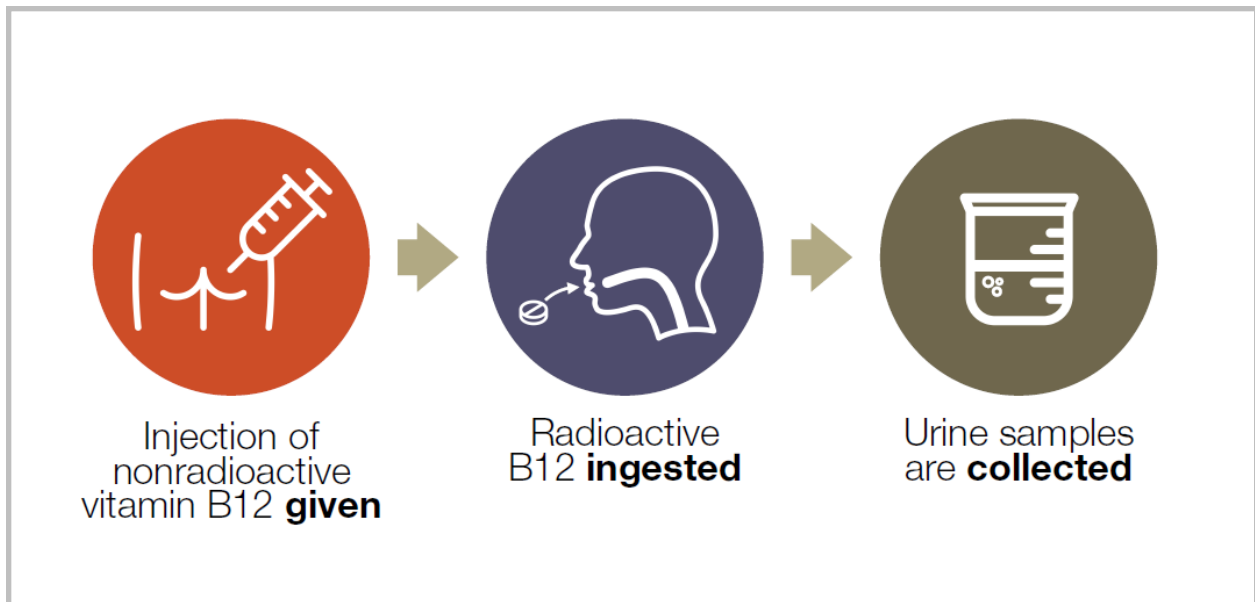 Injection of
nonradioactive
vitamin B12 given
Radioactive
B12 ingested
Urine samples
are collected